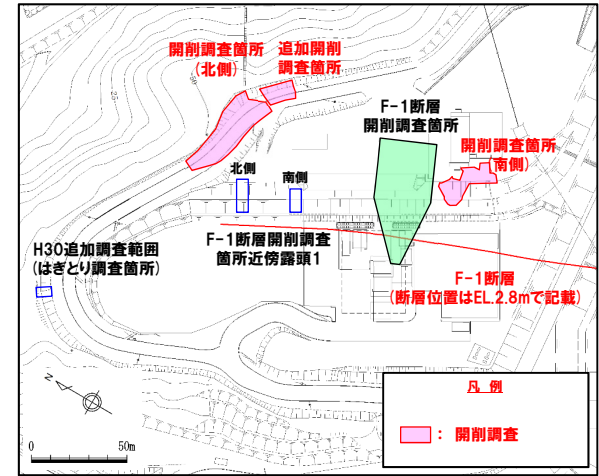 開削調査箇所
(北側)
追加開削
調査箇所
F-1断層
開削調査箇所
開削調査箇所
(南側)
北側
南側
H30追加調査範囲
(はぎとり調査箇所)
F-1断層開削調査
箇所近傍露頭1
F-1断層
(断層位置はEL.2.8mで記載)
N
0 50m
凡 例
: 開削調査